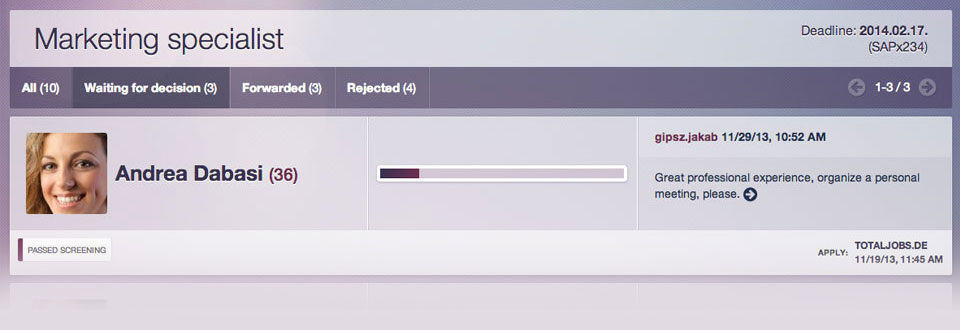 Marketing specialist
Deadline: 2014.02.17.
(SAPx234)
All (10)
Waiting for decision (3)
Forwarded (3)
Rejected (4)
1-3 / 3
Andrea Dabasi (36)
gipsz.jakab 11/29/13, 10:52 AM
Great professional experience, organize a personal
meeting, please.
PASSED SCREENING
APPLY: TOTALJOBS.DE
11/19/13, 11:45 AM